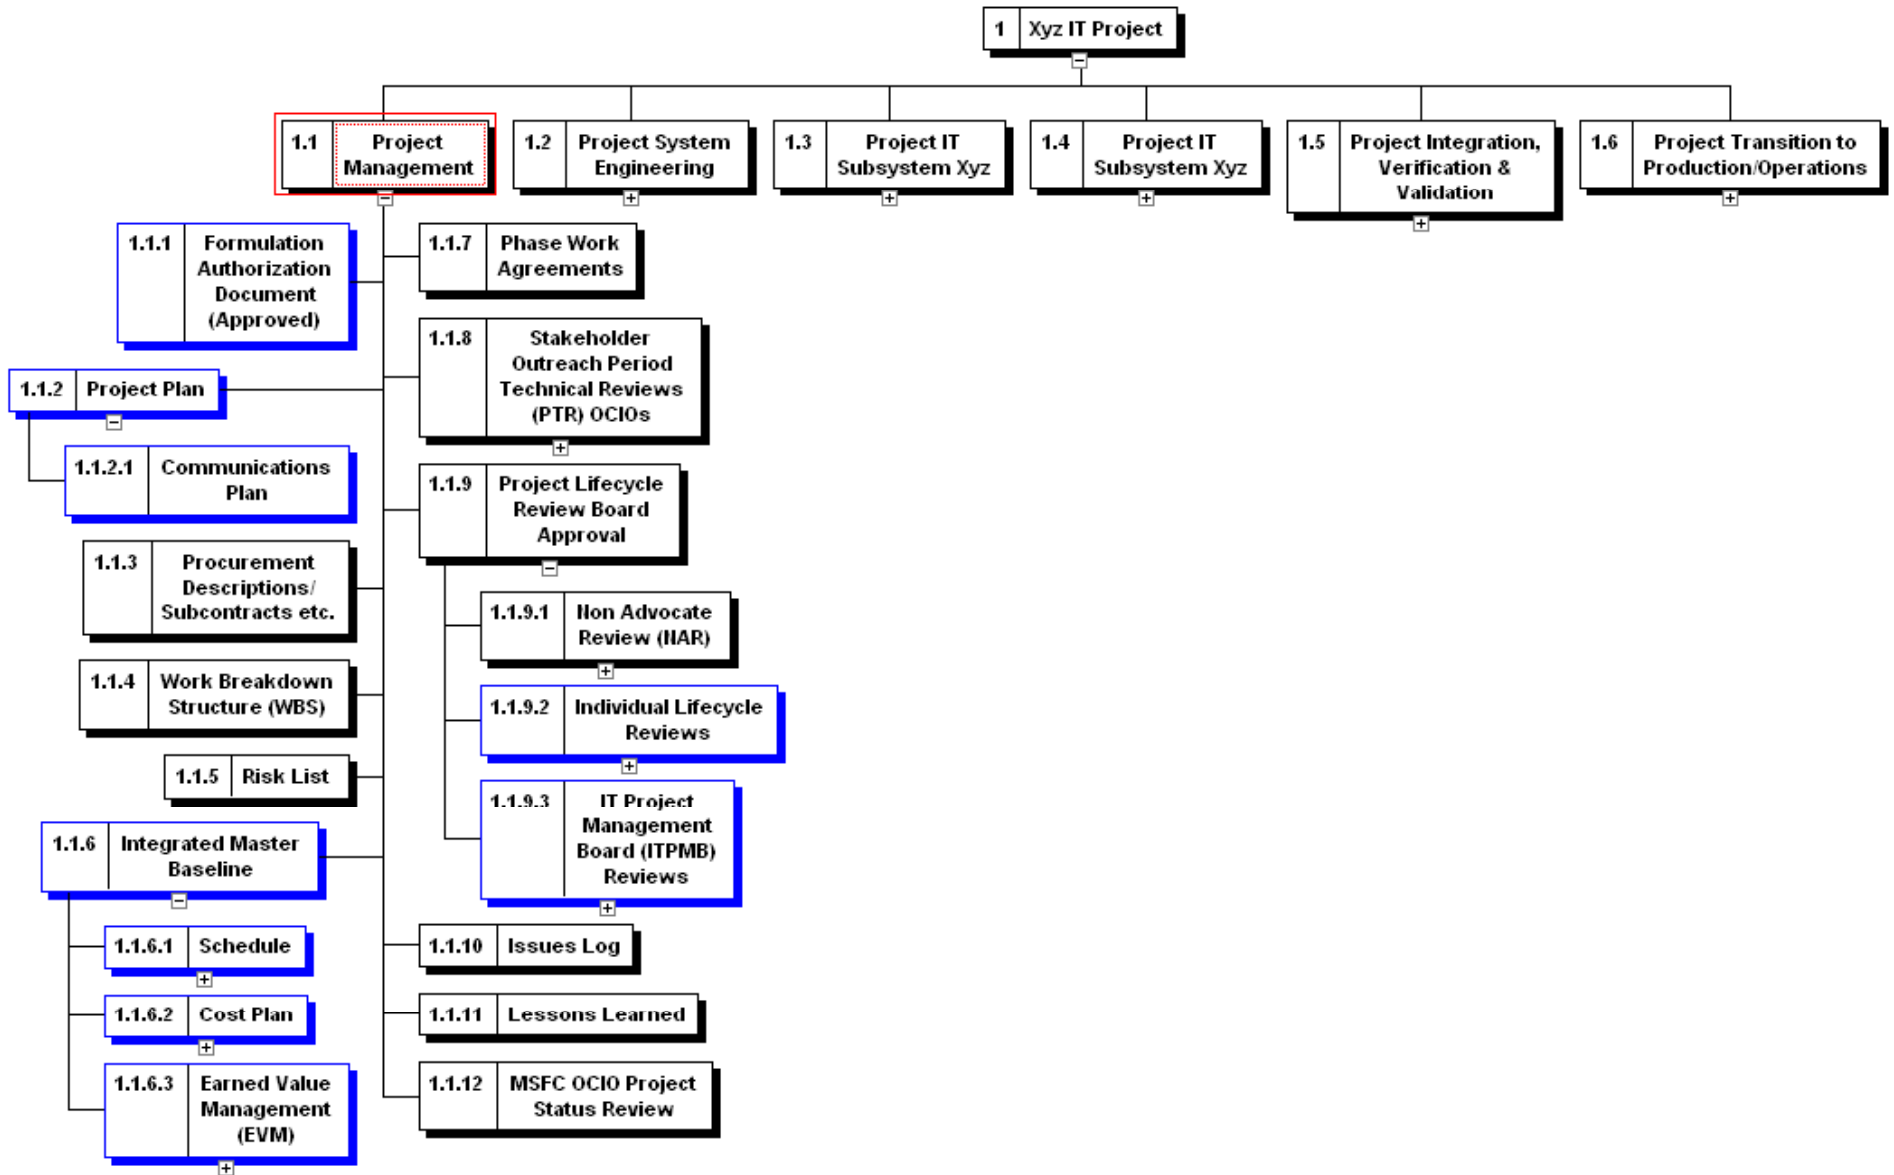 1 Xyz IT Project
1.1 Project
Management
1.2 Project System
Engineering
1.3 Project IT
Subsystem Xyz
1.4 Project IT
Subsystem Xyz
1.5 Project Integration,
Verification &
Validation
1.6 Project Transition to
Production/Operations
1.1.1 Formulation
Authorization
Document
(Approved)
1.1.2 Project Plan
1.1.2.1 Communications
Plan
1.1.3 Procurement
Descriptions/
Subcontracts etc.
1.1.4 Work Breakdown
Structure (WBS)
1.1.5 Risk List
1.1.6 Integrated Master
Baseline
1.1.6.1 Schedule
1.1.6.2 Cost Plan
1.1.6.3 Earned Value
Management
(EVM)
1.1.7 Phase Work
Agreements
1.1.8 Stakeholder
Outreach Period
Technical Reviews
(PTR) OCIOs
1.1.9 Project Lifecycle
Review Board
Approval
1.1.9.1 Non Advocate
Review (NAR)
1.1.9.2 Individual Lifecycle
Reviews
1.1.9.3 IT Project
Management
Board (ITPMB)
Reviews
1.1.10 Issues Log
1.1.11 Lessons Learned
1.1.12 MSFC OCIO Project
Status Review